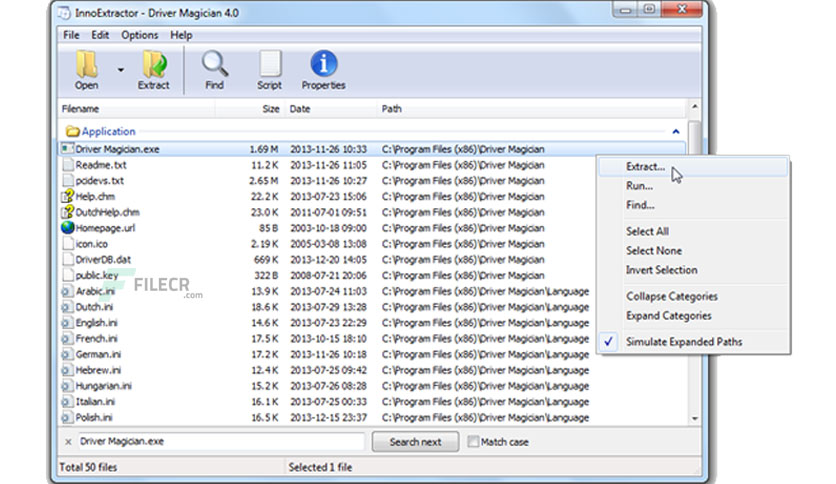 InnoExtractor - Driver Magician 4.0
File Edit Options Help
Open Extract Find Script Properties
Filename Size Date Path
Application
Driver Magician.exe 1.69 M 2013-11-26 10:33 C:\Program Files (x86)\Driver Magician
Readme.txt 11.2 K 2013-11-26 11:05 C:\Program Files (x86)\Driver Magician
pcidevs.txt 2.65 M 2013-11-26 10:27 C:\Program Files (x86)\Driver Magician
Help.chm 22.2 K 2013-07-23 15:06 C:\Program Files (x86)\Driver Magician
DutchHelp.chm 23.0 K 2011-07-01 09:51 C:\Program Files (x86)\Driver Magician
Homepage.url 85 B 2003-10-18 09:00 C:\Program Files (x86)\Driver Magician
icon.ico 2.19 K 2005-03-08 13:08 C:\Program Files (x86)\Driver Magician
DriverDB.dat 669 K 2013-12-20 14:05 C:\Program Files (x86)\Driver Magician
public.key 322 B 2008-07-21 20:06 C:\Program Files (x86)\Driver Magician
Arabic.ini 13.9 K 2013-07-24 11:03 C:\Program Files (x86)\Driver Magician\Language
Dutch.ini 18.6 K 2013-07-29 13:28 C:\Program Files (x86)\Driver Magician\Language
English.ini 14.6 K 2013-07-23 22:29 C:\Program Files (x86)\Driver Magician\Language
French.ini 17.5 K 2013-10-15 18:10 C:\Program Files (x86)\Driver Magician\Language
German.ini 17.2 K 2013-11-26 10:18 C:\Program Files (x86)\Driver Magician\Language
Hebrew.ini 12.4 K 2013-07-25 09:42 C:\Program Files (x86)\Driver Magician\Language
Hungarian.ini 15.2 K 2013-07-26 08:28 C:\Program Files (x86)\Driver Magician\Language
Italian.ini 16.1 K 2013-07-25 00:33 C:\Program Files (x86)\Driver Magician\Language
Polish.ini 16.5 K 2013-12-15 23:37 C:\Program Files (x86)\Driver Magician\Language
FILECR
.com
Extract...
Run...
Find...
Select All
Select None
Invert Selection
Collapse Categories
Expand Categories
Simulate Expanded Paths
Driver Magician.exe Search next Match case
Total 50 files Selected 1 file